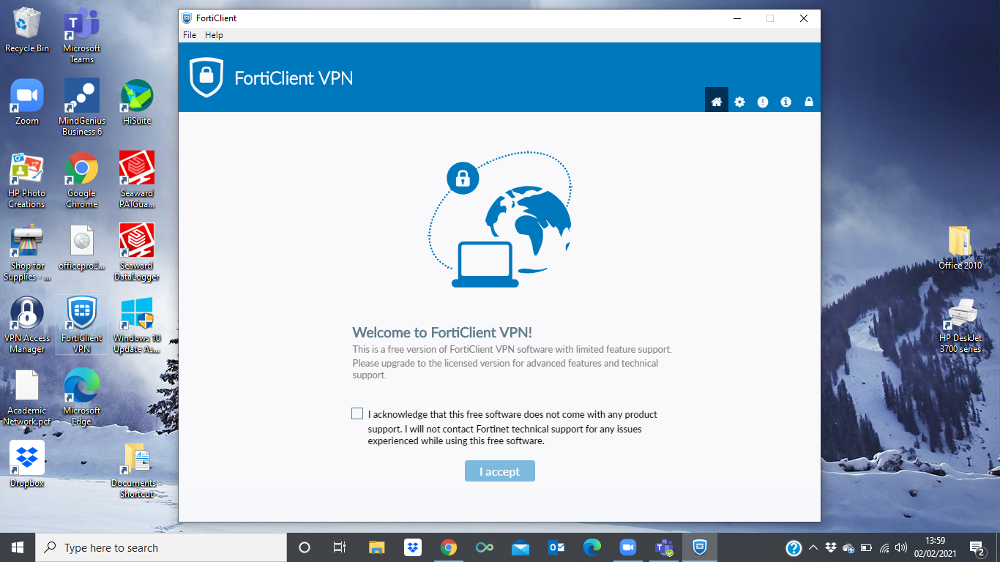 FortiClient
File Help
FortiClient VPN
Welcome to FortiClient VPN!
This is a free version of FortiClient VPN software with limited feature support.
Please upgrade to the licensed version for advanced features and technical
support.
I acknowledge that this free software does not come with any product
support. I will not contact Fortinet technical support for any issues
experienced while using this free software.
I accept
Recycle Bin
Microsoft
Teams
Zoom
MindGenius
Business 6
HiSuite
HP Photo
Creations
Google
Chrome
Seaward
PATGua...
Shop for
Supplies - ...
officepro2...
Seaward
DataLogger
VPN Access
Manager
FortiClient
VPN
Windows 10
Update As...
Academic
Network.pcf
Microsoft
Edge
Dropbox
Documents -
Shortcut
Office 2010
HP DeskJet
3700 series
Type here to search
13:59
02/02/2021
2